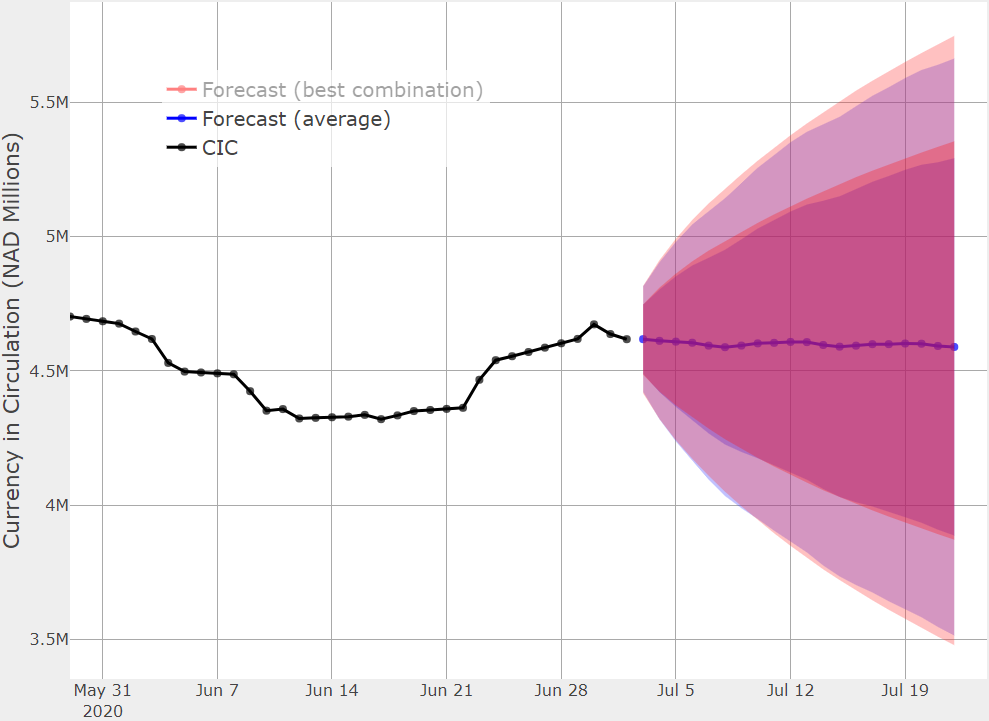 Currency in Circulation (NAD Millions)
Forecast (best combination)
Forecast (average)
CIC
5.5M
5M
4.5M
4M
3.5M
May 31 Jun 7 Jun 14 Jun 21 Jun 28 Jul 5 Jul 12 Jul 19
2020